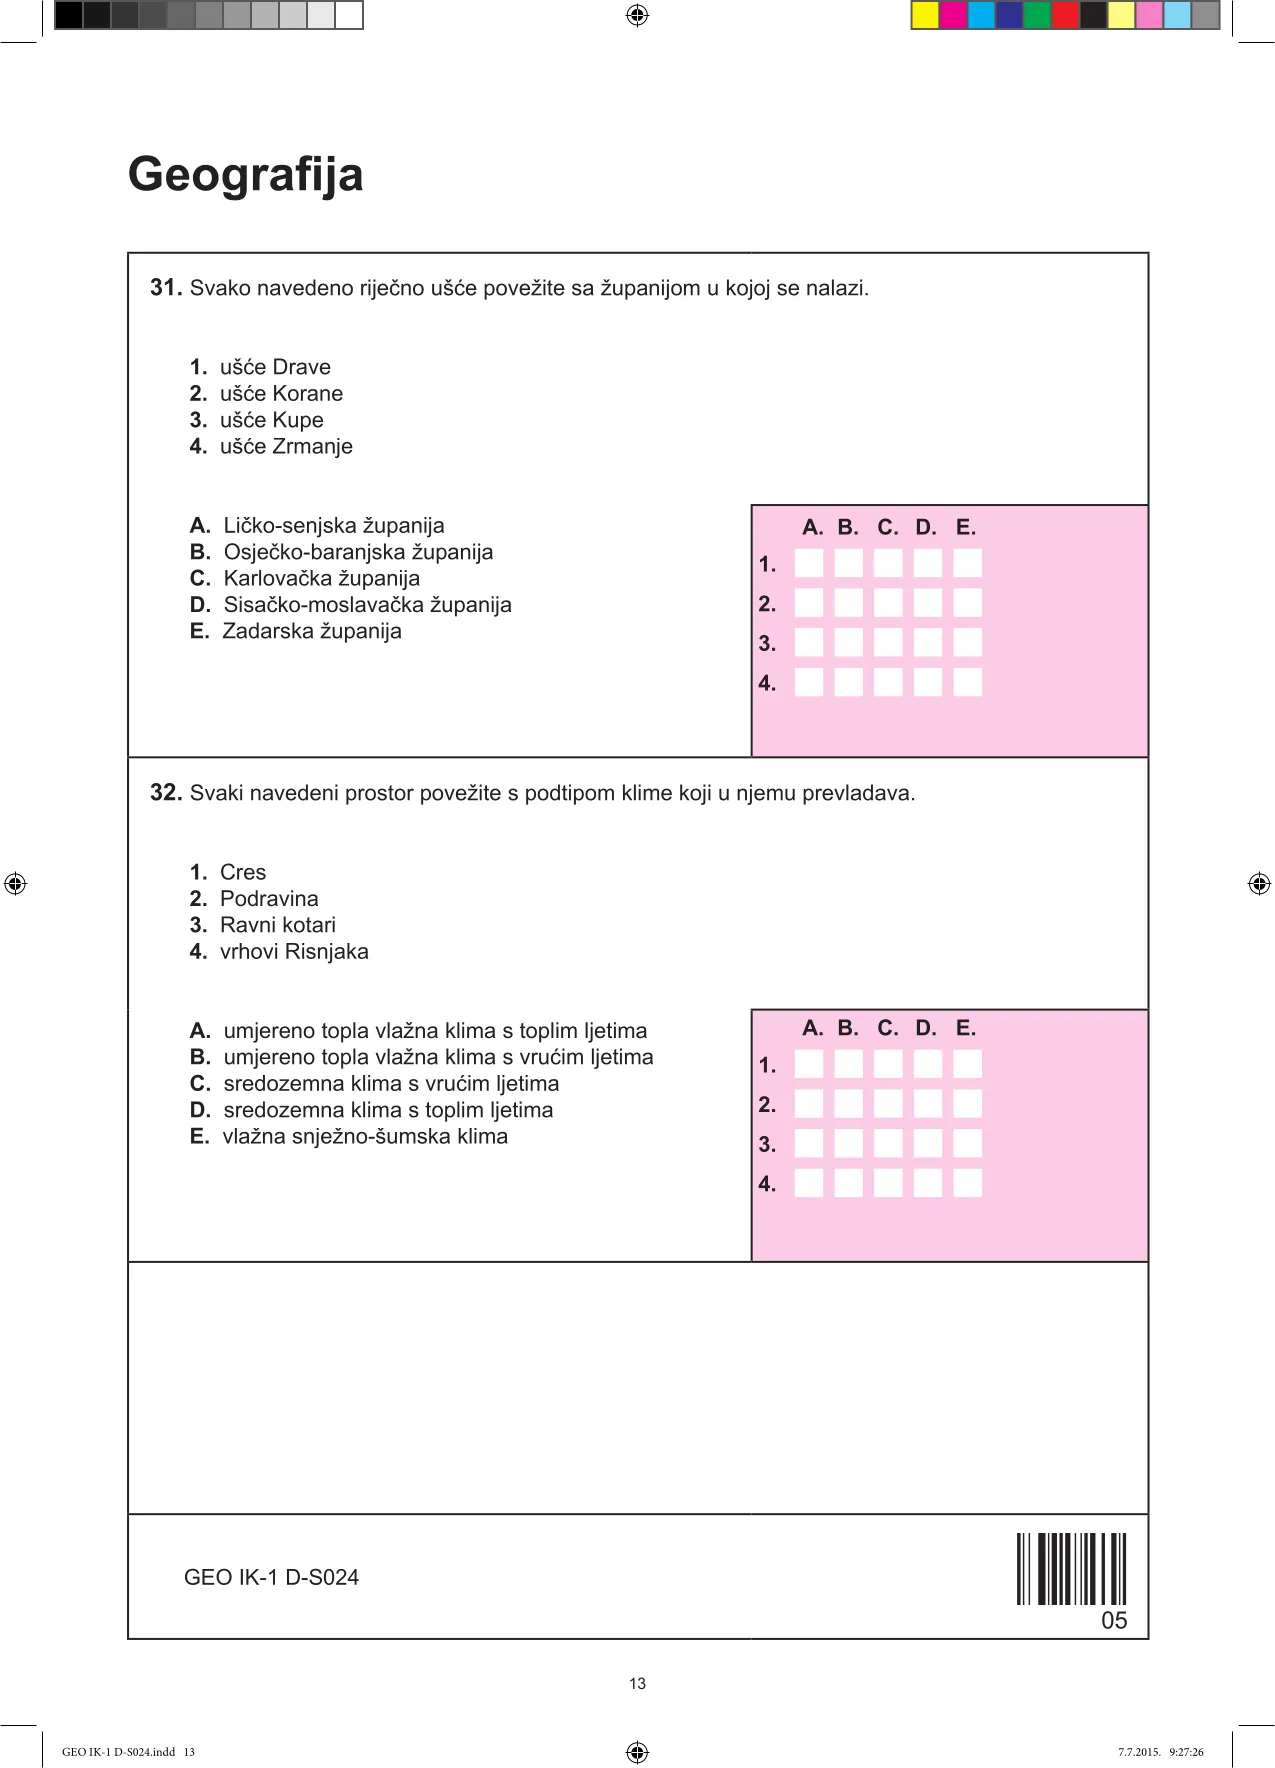 Geografija
31. Svako navedeno riječno ušće povežite sa županijom u kojoj se nalazi.
1. ušće Drave
2. ušće Korane
3. ušće Kupe
4. ušće Zrmanje
A. Ličko-senjska županija
B. Osječko-baranjska županija
C. Karlovačka županija
D. Sisačko-moslavačka županija
E. Zadarska županija
A. B. C. D. E.
1.
2.
3.
4.
32. Svaki navedeni prostor povežite s podtipom klime koji u njemu prevladava.
1. Cres
2. Podravina
3. Ravni kotari
4. vrhovi Risnjaka
A. umjereno topla vlažna klima s toplim ljetima
B. umjereno topla vlažna klima s vrućim ljetima
C. sredozemna klima s vrućim ljetima
D. sredozemna klima s toplim ljetima
E. vlažna snježno-šumska klima
A. B. C. D. E.
1.
2.
3.
4.
GEO IK-1 D-S024
05
13
GEO IK-1 D-S024.indd 13
7.7.2015. 9:27:26